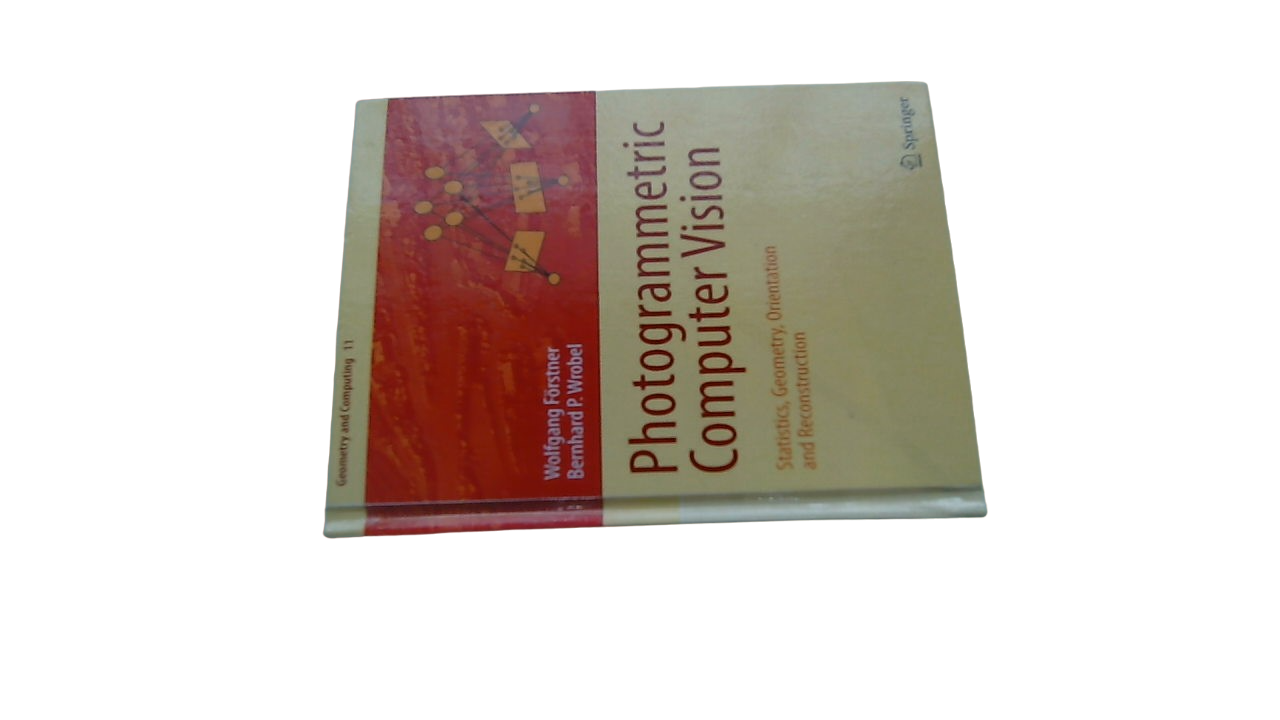 Geometry and Computing 11
Wolfgang Förstner
Bernhard P. Wrobel
Photogrammetric
Computer Vision
Statistics, Geometry, Orientation
and Reconstruction
Springer